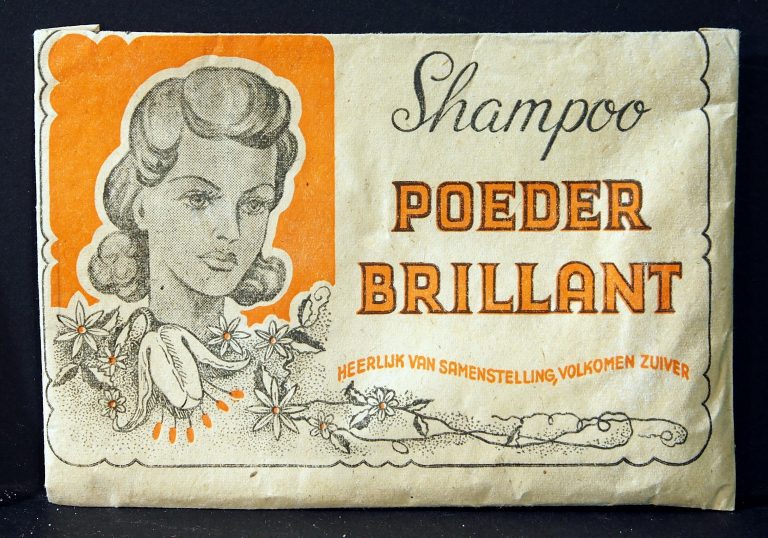 Shampoo
POEDER
BRILLANT
HEERLIJK VAN SAMENSTELLING, VOLKOMEN ZUIVER